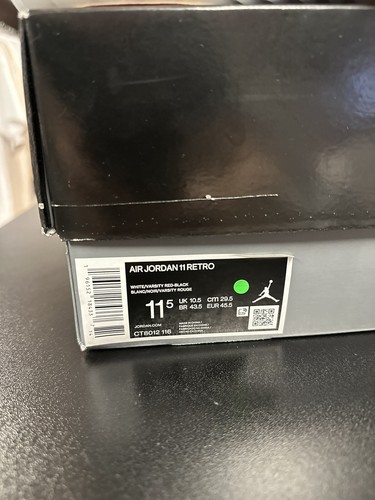 AIR JORDAN 11 RETRO
WHITE/VARSITY RED-BLACK
BLANC/NOIR/VARSITY ROUGE
11 5 UK 10.5 cm 29.5
BR 43.5 EUR 45.5
JORDAN.COM
CT8012 116